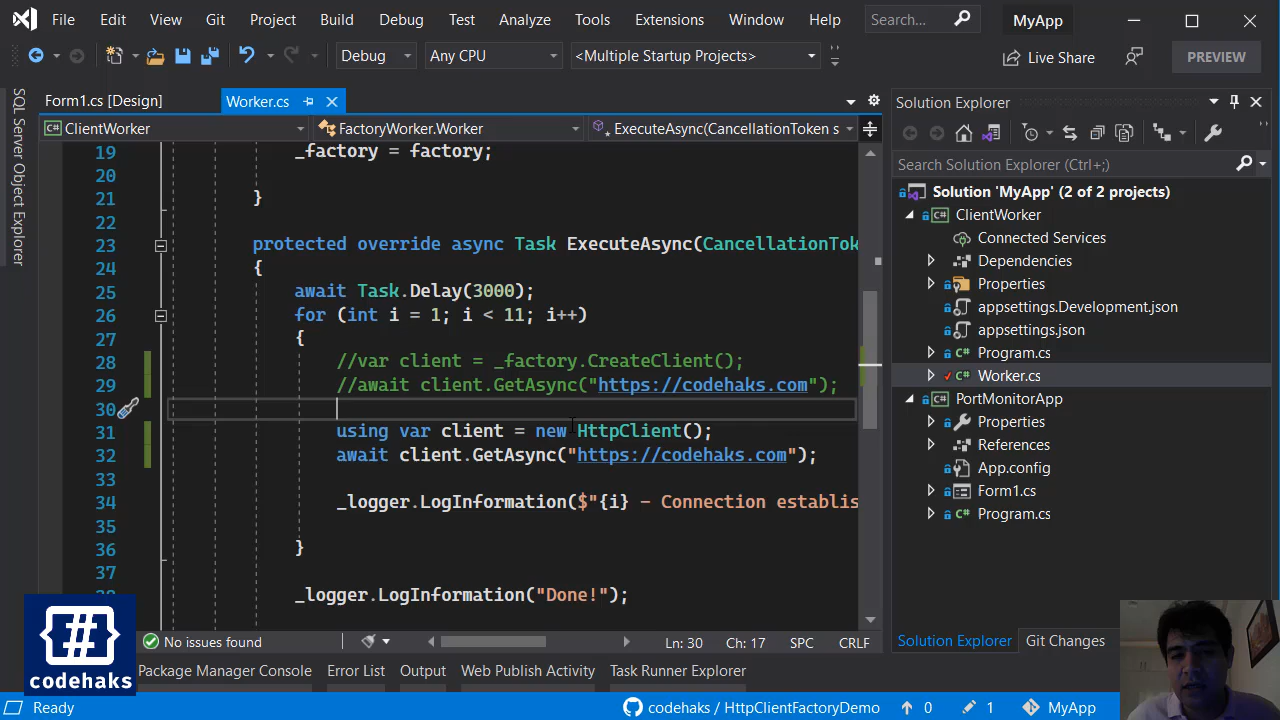 File Edit View Git Project Build Debug Test Analyze Tools Extensions Window Help Search... MyApp
Debug Any CPU <Multiple Startup Projects> Live Share PREVIEW
SQL Server Object Explorer
Form1.cs [Design] Worker.cs
ClientWorker FactoryWorker.Worker ExecuteAsync(CancellationToken s
19 _factory = factory;
20
21 }
22
23 protected override async Task ExecuteAsync(CancellationTok
24 {
25 await Task.Delay(3000);
26 for (int i = 1; i < 11; i++)
27 {
28 //var client = _factory.CreateClient();
29 //await client.GetAsync("https://codehaks.com");
30
31 using var client = new HttpClient();
32 await client.GetAsync("https://codehaks.com");
33
34 _logger.LogInformation($"{i} - Connection establis
35
36 }
37
_logger.LogInformation("Done!");
No issues found Ln: 30 Ch: 17 SPC CRLF
Solution Explorer
Search Solution Explorer (Ctrl+;)
Solution 'MyApp' (2 of 2 projects)
ClientWorker
Connected Services
Dependencies
Properties
appsettings.Development.json
appsettings.json
Program.cs
Worker.cs
PortMonitorApp
Properties
References
App.config
Form1.cs
Program.cs
Solution Explorer Git Changes
Package Manager Console Error List Output Web Publish Activity Task Runner Explorer
codehaks
Ready codehaks / HttpClientFactoryDemo 0 1 MyApp